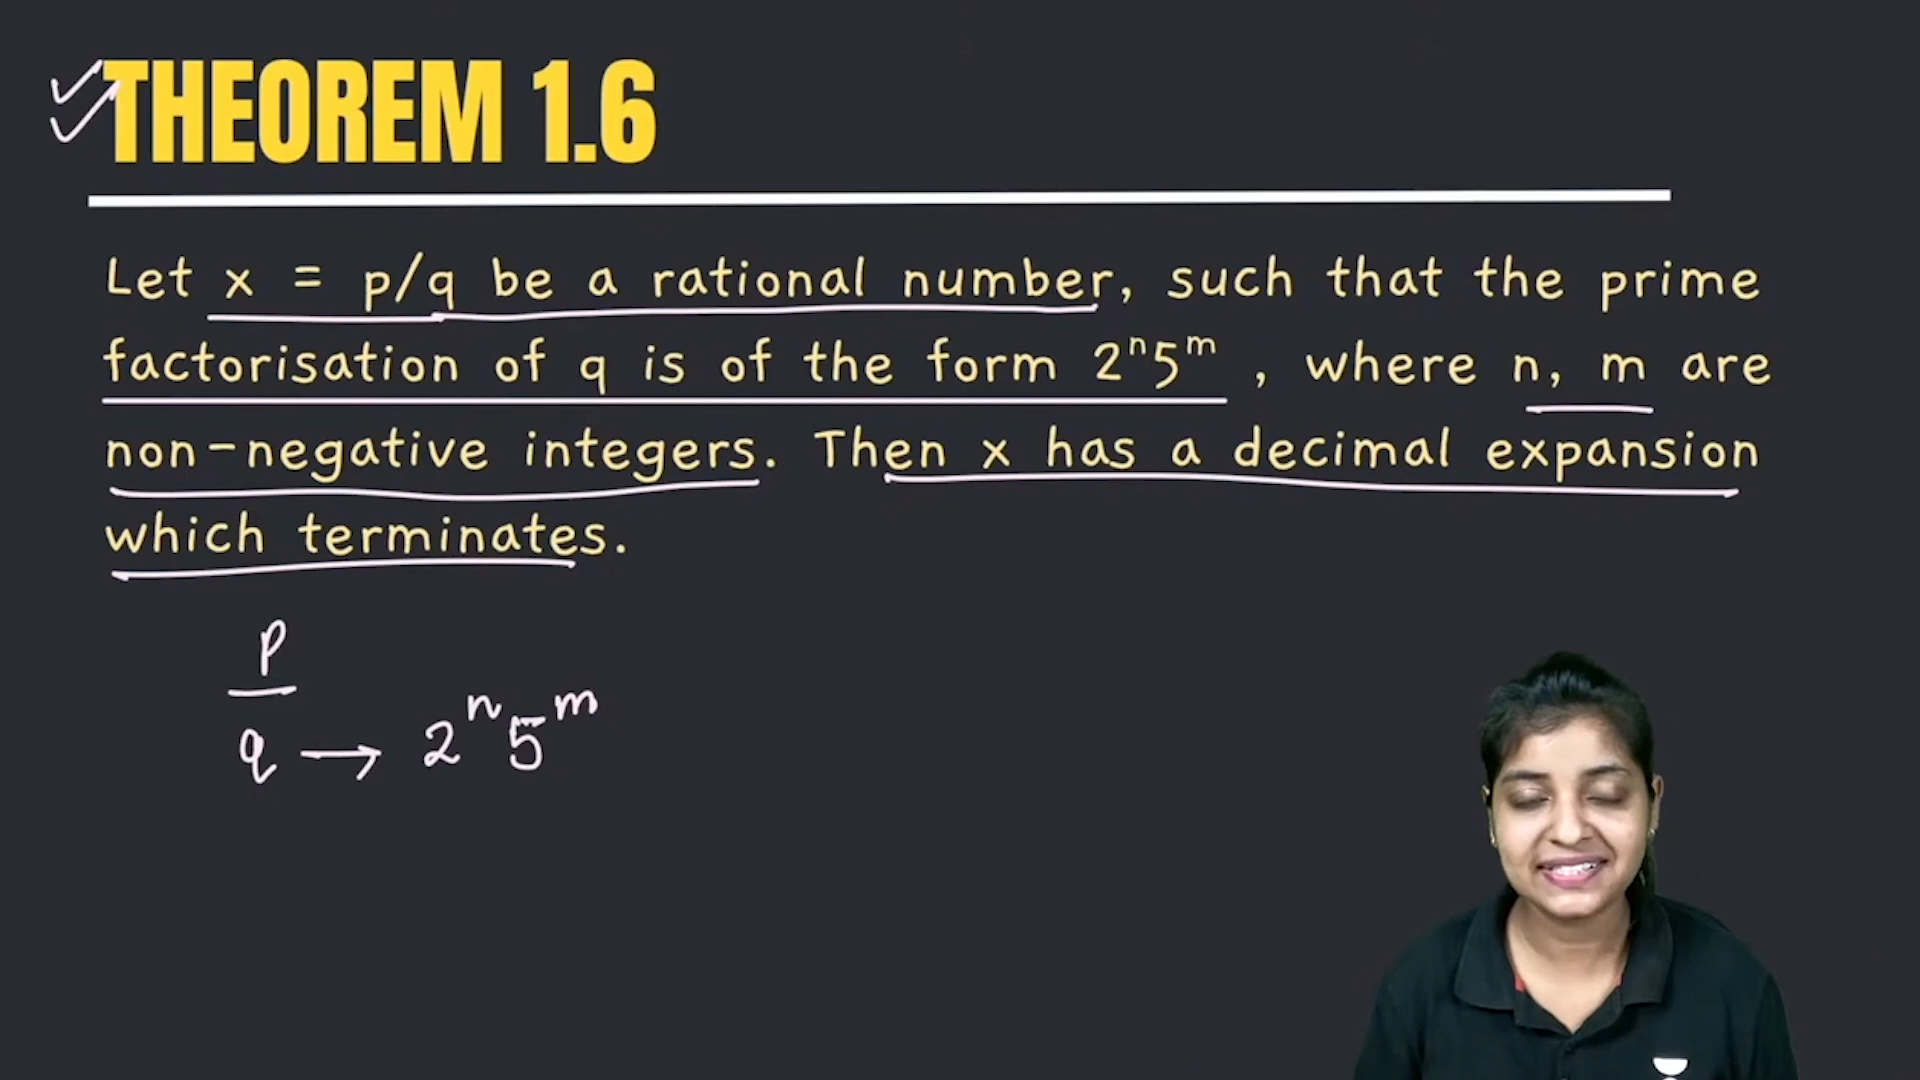 THEOREM 1.6
Let x = p/q be a rational number, such that the prime
factorisation of q is of the form 2ⁿ5ᵐ , where n, m are
non-negative integers. Then x has a decimal expansion
which terminates.
p
q → 2ⁿ5ᵐ